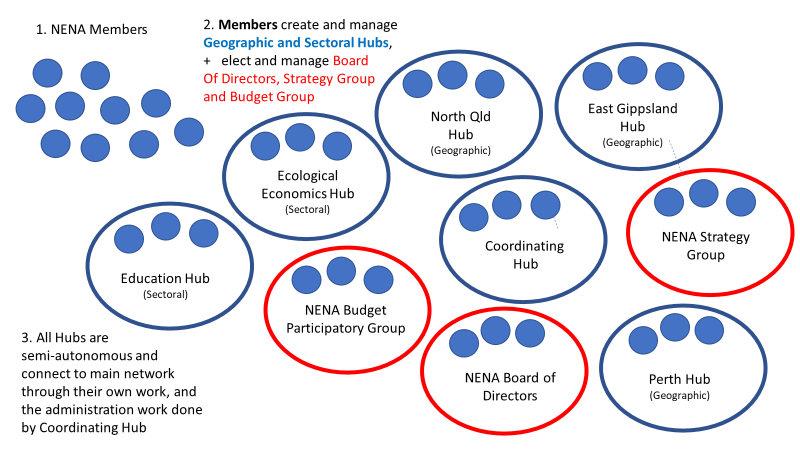 1. NENA Members
2. Members create and manage
Geographic and Sectoral Hubs,
+ elect and manage Board
Of Directors, Strategy Group
and Budget Group
North Qld
Hub
(Geographic)
East Gippsland
Hub
(Geographic)
Ecological
Economics Hub
(Sectoral)
Coordinating
Hub
NENA Strategy
Group
Education Hub
(Sectoral)
NENA Budget
Participatory Group
NENA Board of
Directors
Perth Hub
(Geographic)
3. All Hubs are
semi-autonomous and
connect to main network
through their own work, and
the administration work done
by Coordinating Hub